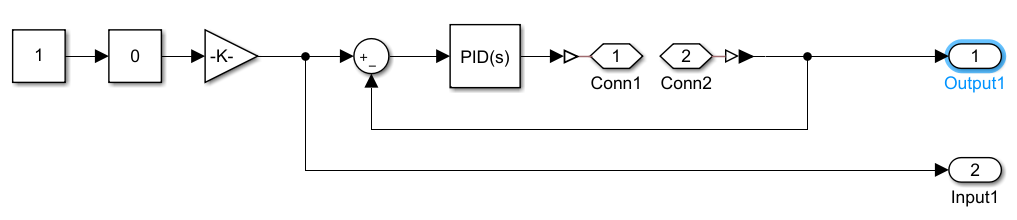 1
0
-K-
+
_
PID(s)
1
Conn1
2
Conn2
1
Output1
2
Input1